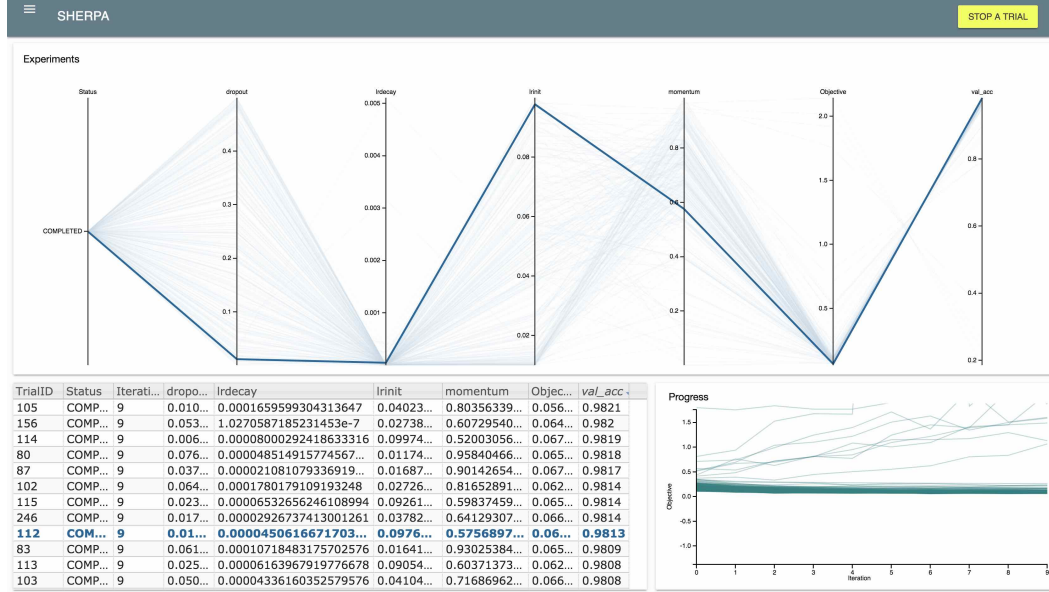 SHERPA
STOP A TRIAL
Experiments
Status dropout lrdecay lrinit momentum Objective val_acc
COMPLETED
0.4
0.3
0.2
0.1
0.005
0.004
0.003
0.002
0.001
0.08
0.06
0.04
0.02
0.8
0.6
0.4
0.2
2.0
1.5
1.0
0.5
0.8
0.6
0.4
0.2
TrialID Status Iterati... dropo... lrdecay lrinit momentum Objec... val_acc
105 COMP... 9 0.010... 0.0001659599304313647 0.04023... 0.80356339... 0.056... 0.9821
156 COMP... 9 0.053... 1.0270587185231453e-7 0.02738... 0.60729540... 0.064... 0.982
114 COMP... 9 0.006... 0.00008000292418633316 0.09974... 0.52003056... 0.067... 0.9819
80 COMP... 9 0.076... 0.000048514915774567... 0.01174... 0.95840466... 0.065... 0.9818
87 COMP... 9 0.037... 0.000021081079336919... 0.01687... 0.90142654... 0.067... 0.9817
102 COMP... 9 0.064... 0.0001780179109193248 0.02726... 0.81652891... 0.062... 0.9814
115 COMP... 9 0.023... 0.00006532656246108994 0.09261... 0.59837459... 0.065... 0.9814
246 COMP... 9 0.017... 0.00002926737413001261 0.03782... 0.64129307... 0.066... 0.9814
112 COM... 9 0.01... 0.0000450616671703... 0.0976... 0.5756897... 0.06... 0.9813
83 COMP... 9 0.061... 0.00010718483175702576 0.01641... 0.93025384... 0.065... 0.9809
113 COMP... 9 0.025... 0.00006163967919776678 0.09054... 0.60371373... 0.062... 0.9808
103 COMP... 9 0.050... 0.00004336160352579576 0.04104... 0.71686962... 0.066... 0.9808
Progress
Objective
1.5
1.0
0.5
0.0
-0.5
-1.0
0 1 2 3 4 5 6 7 8 9
Iteration